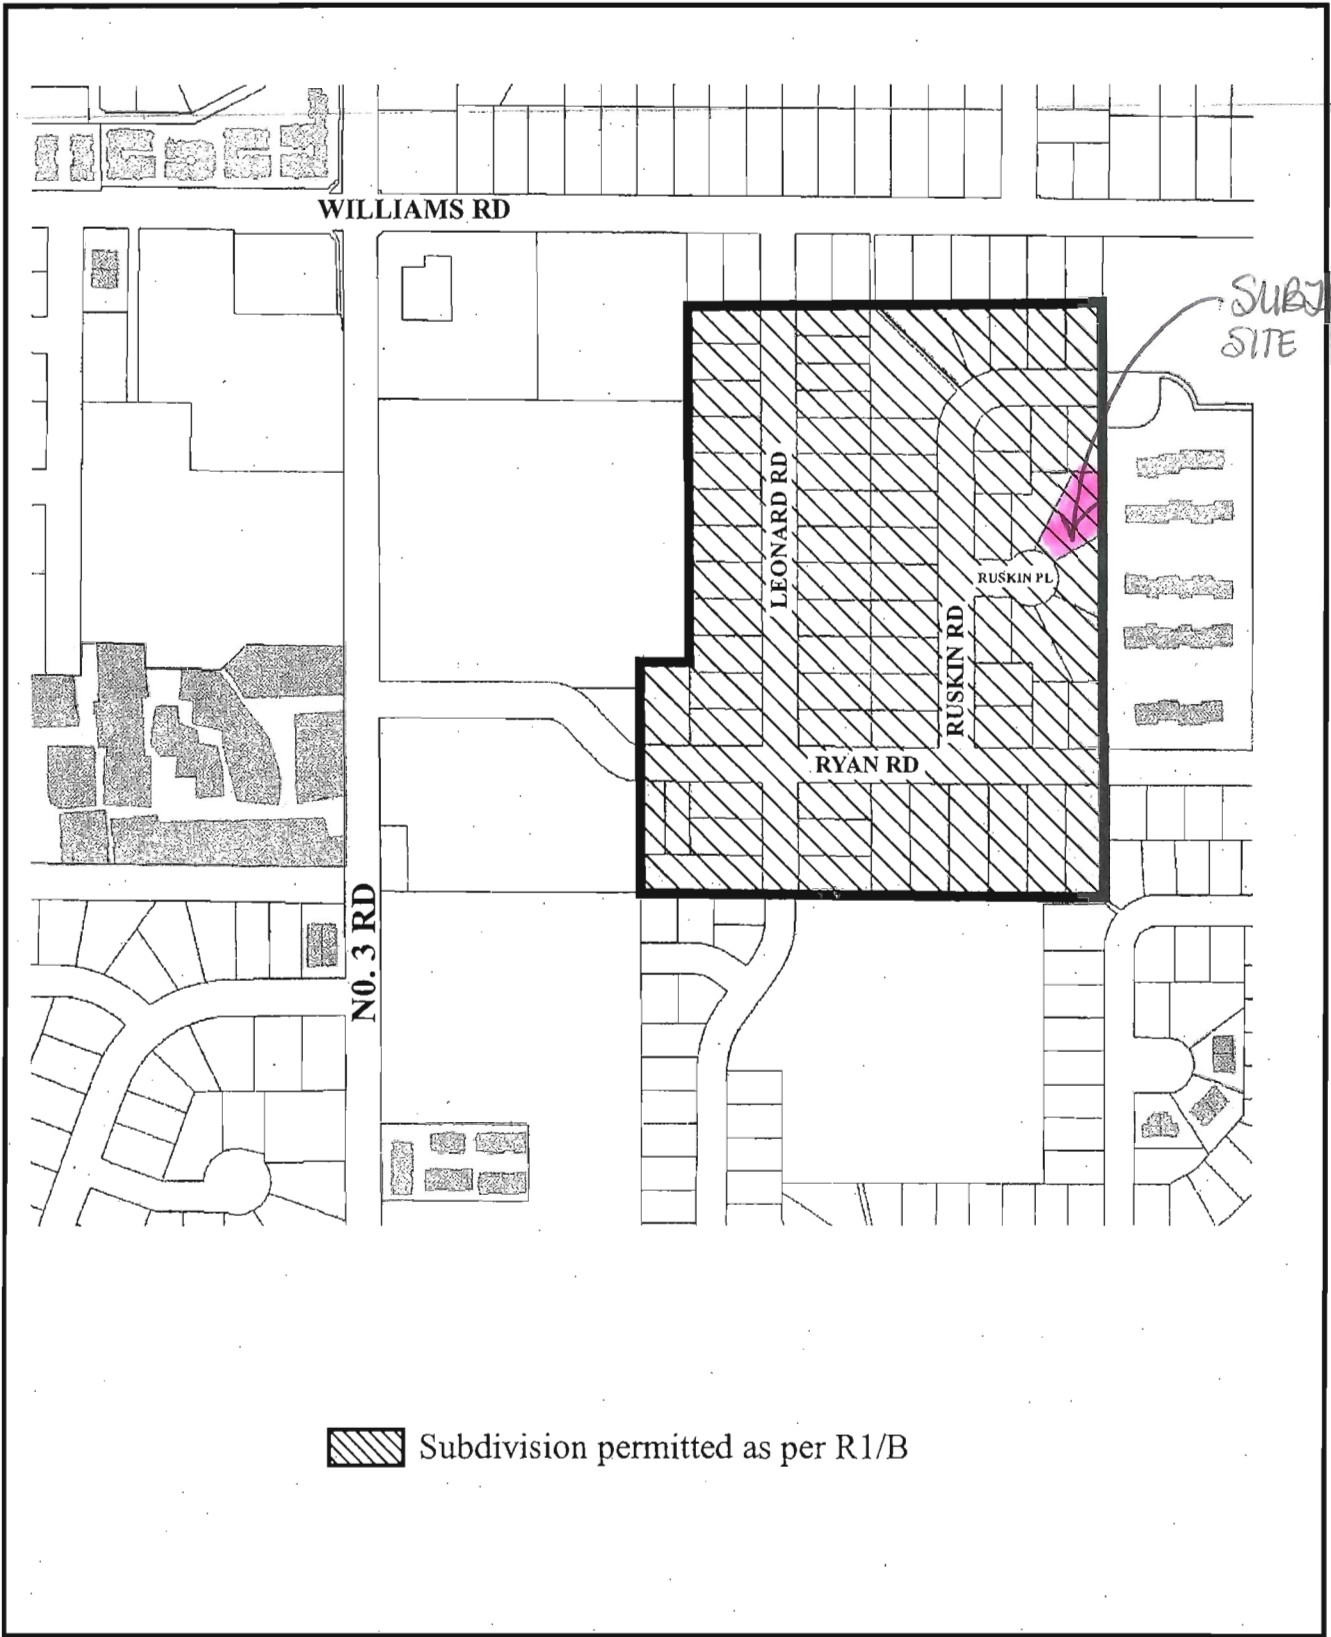 WILLIAMS RD
SUBJ
SITE
LEONARD RD
RUSKIN PL
RUSKIN RD
RYAN RD
N0. 3 RD
Subdivision permitted as per R1/B